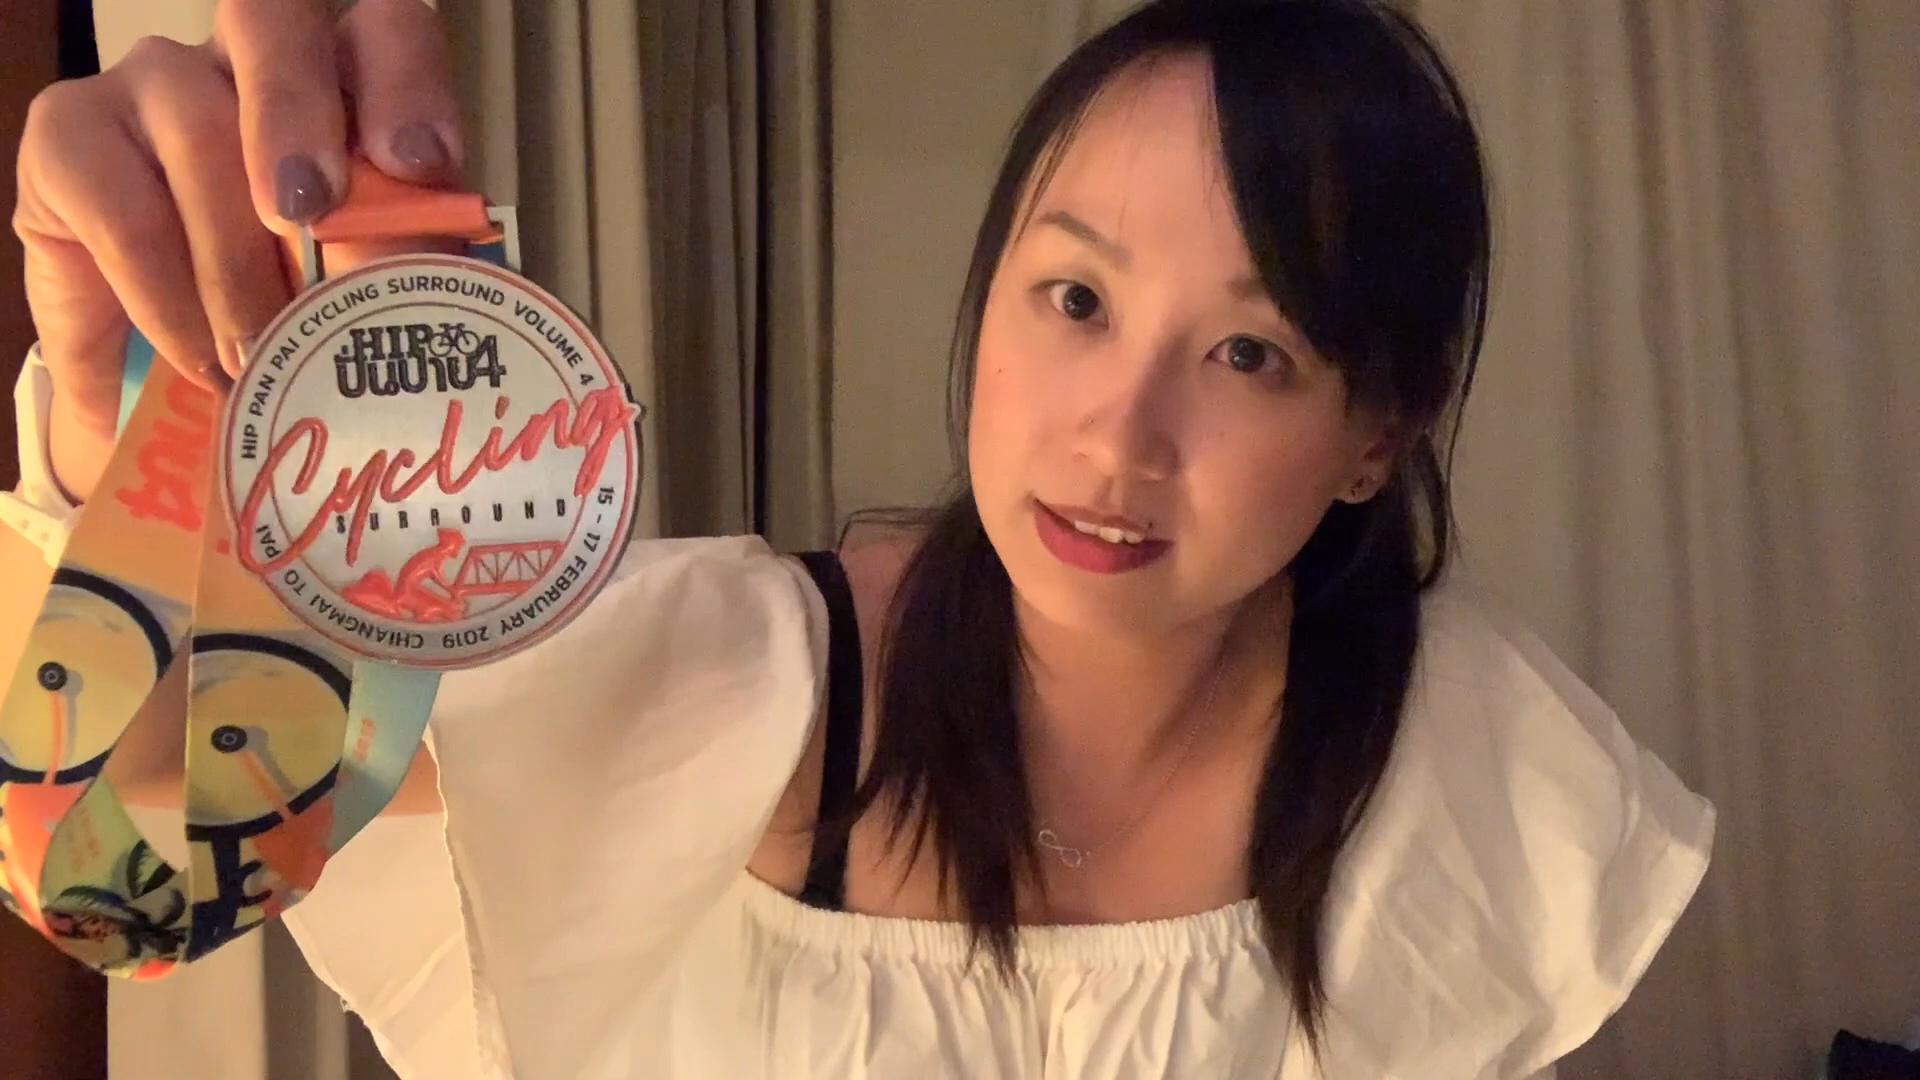 HIP PAN PAI CYCLING SURROUND VOLUME 4
HIP
ปั่นป่าย4
Cycling
SURROUND
15 - 17 FEBRUARY 2019 CHIANGMAI TO PAI